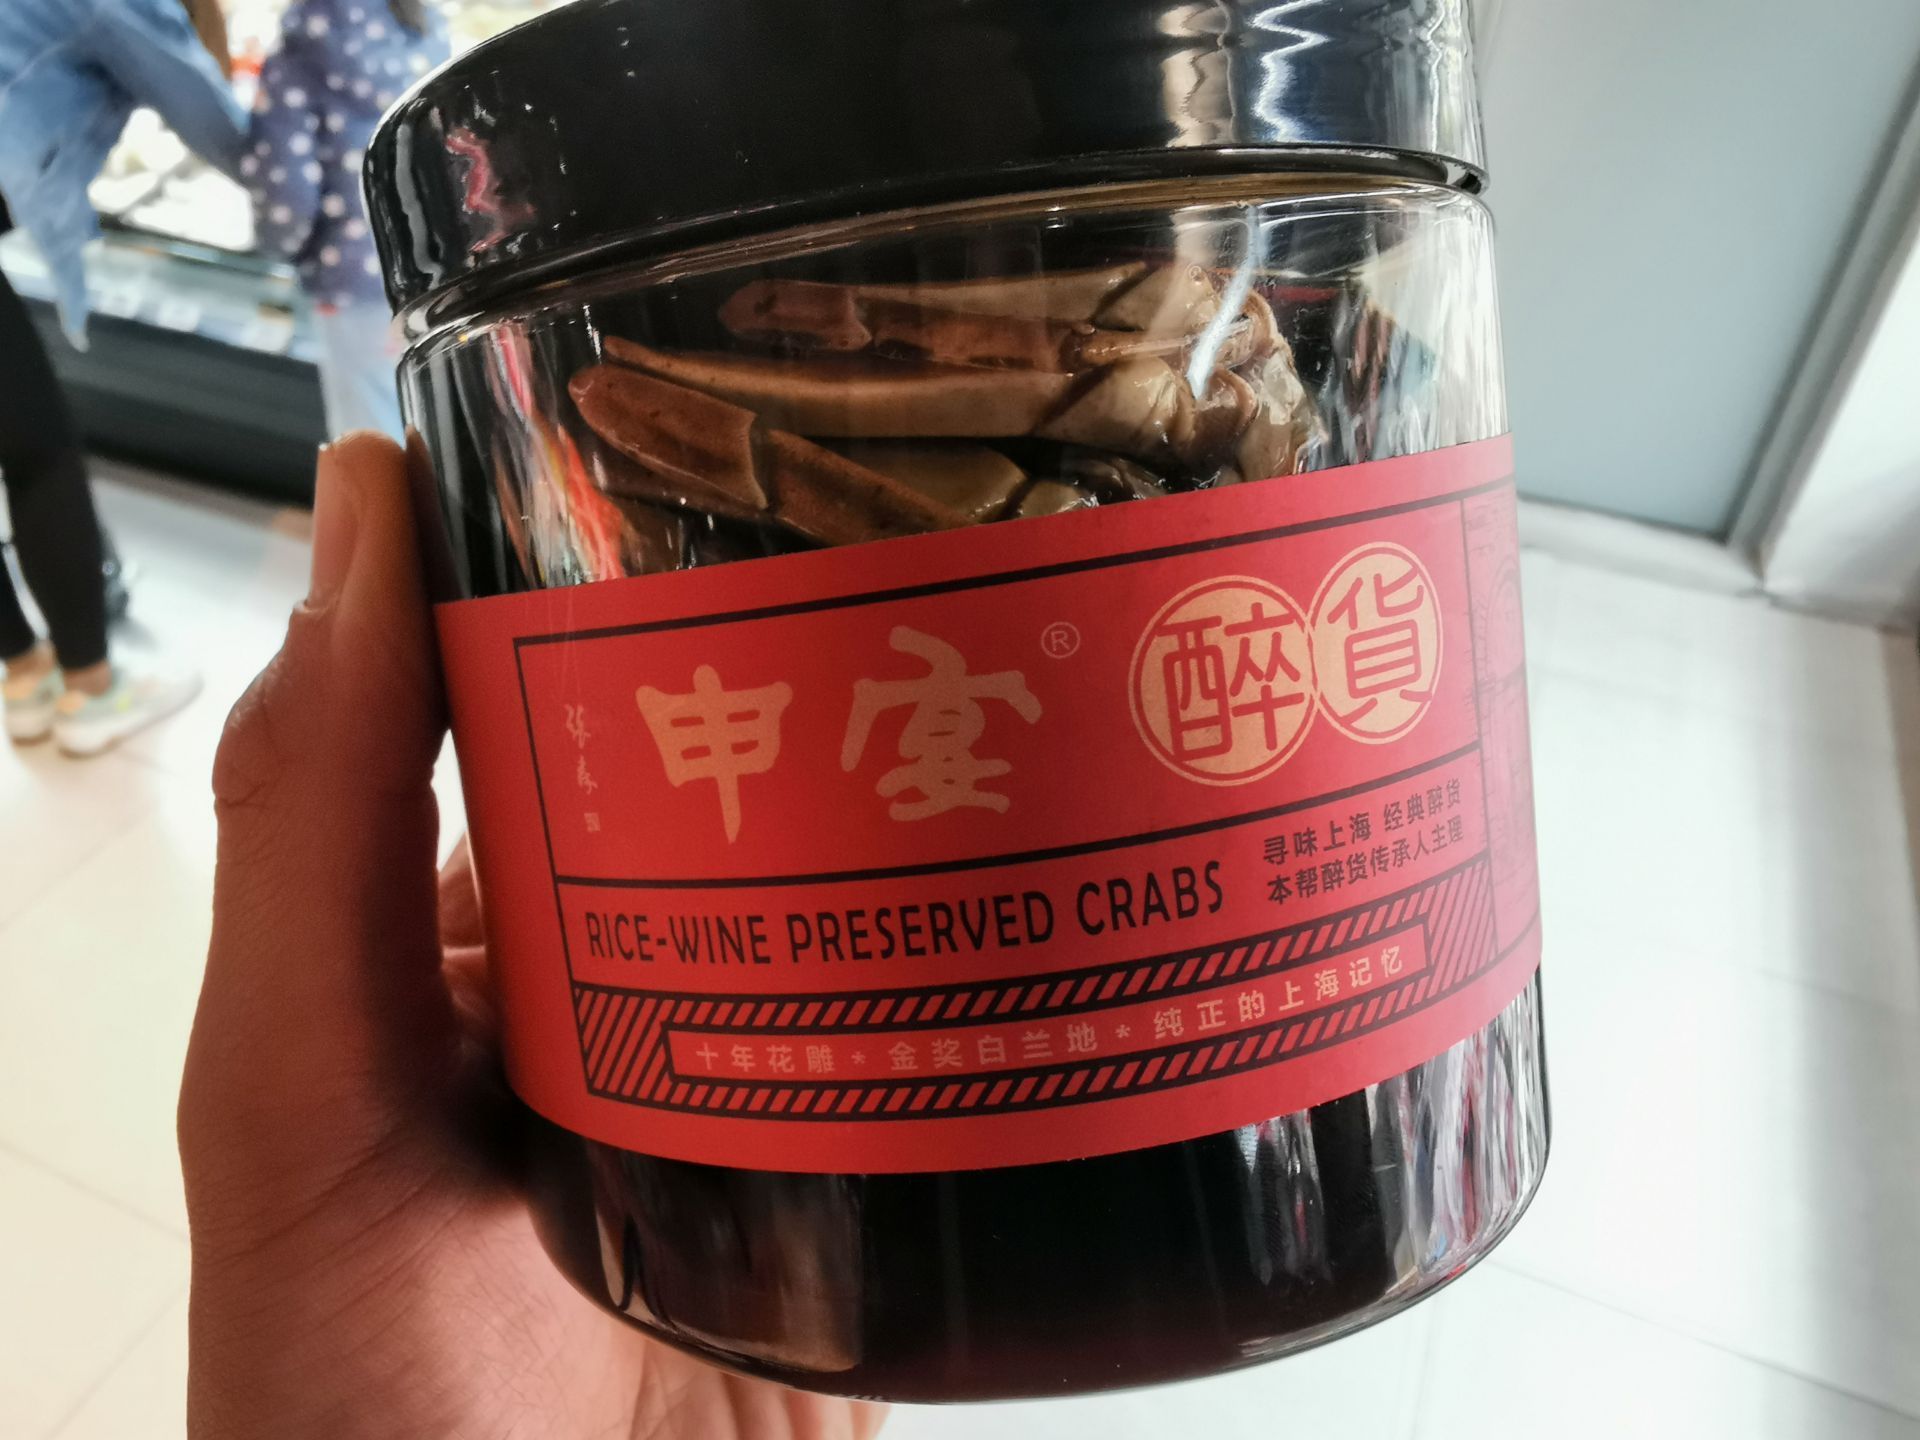 申宴®
醉貨
RICE-WINE PRESERVED CRABS
寻味上海 经典醉货
本帮醉货传承人主理
十年花雕*金奖白兰地*纯正的上海记忆